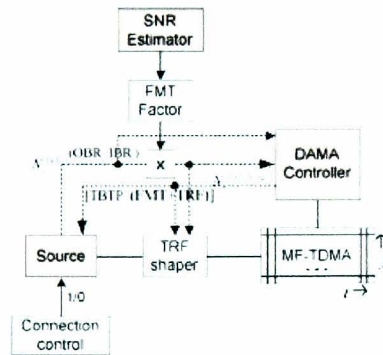 SNR
Estimator
FMT
Factor
(OBR IBR)
x
DAMA
Controller
[TBTP (FMT TRF)]
Source
TRF
shaper
MF-TDMA
...
t
1/0
Connection
control